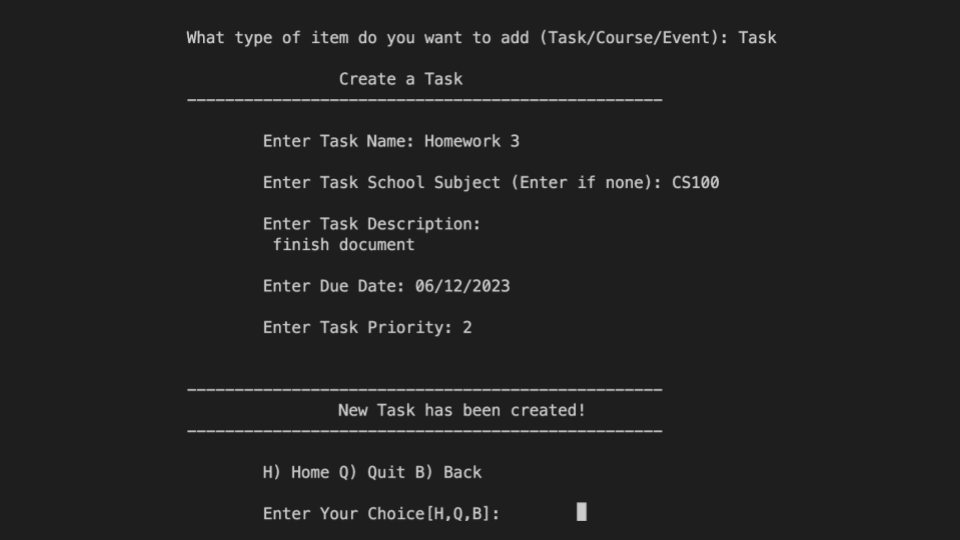 What type of item do you want to add (Task/Course/Event): Task
Create a Task
--------------------------------------------------
Enter Task Name: Homework 3
Enter Task School Subject (Enter if none): CS100
Enter Task Description:
finish document
Enter Due Date: 06/12/2023
Enter Task Priority: 2
--------------------------------------------------
New Task has been created!
--------------------------------------------------
H) Home Q) Quit B) Back
Enter Your Choice[H,Q,B]: